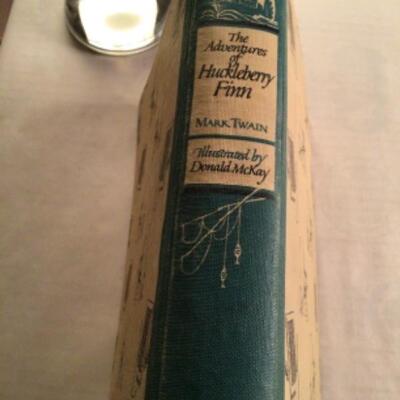 The
Adventures
of
Huckleberry
Finn
MARK TWAIN
Illustrated by
Donald McKay